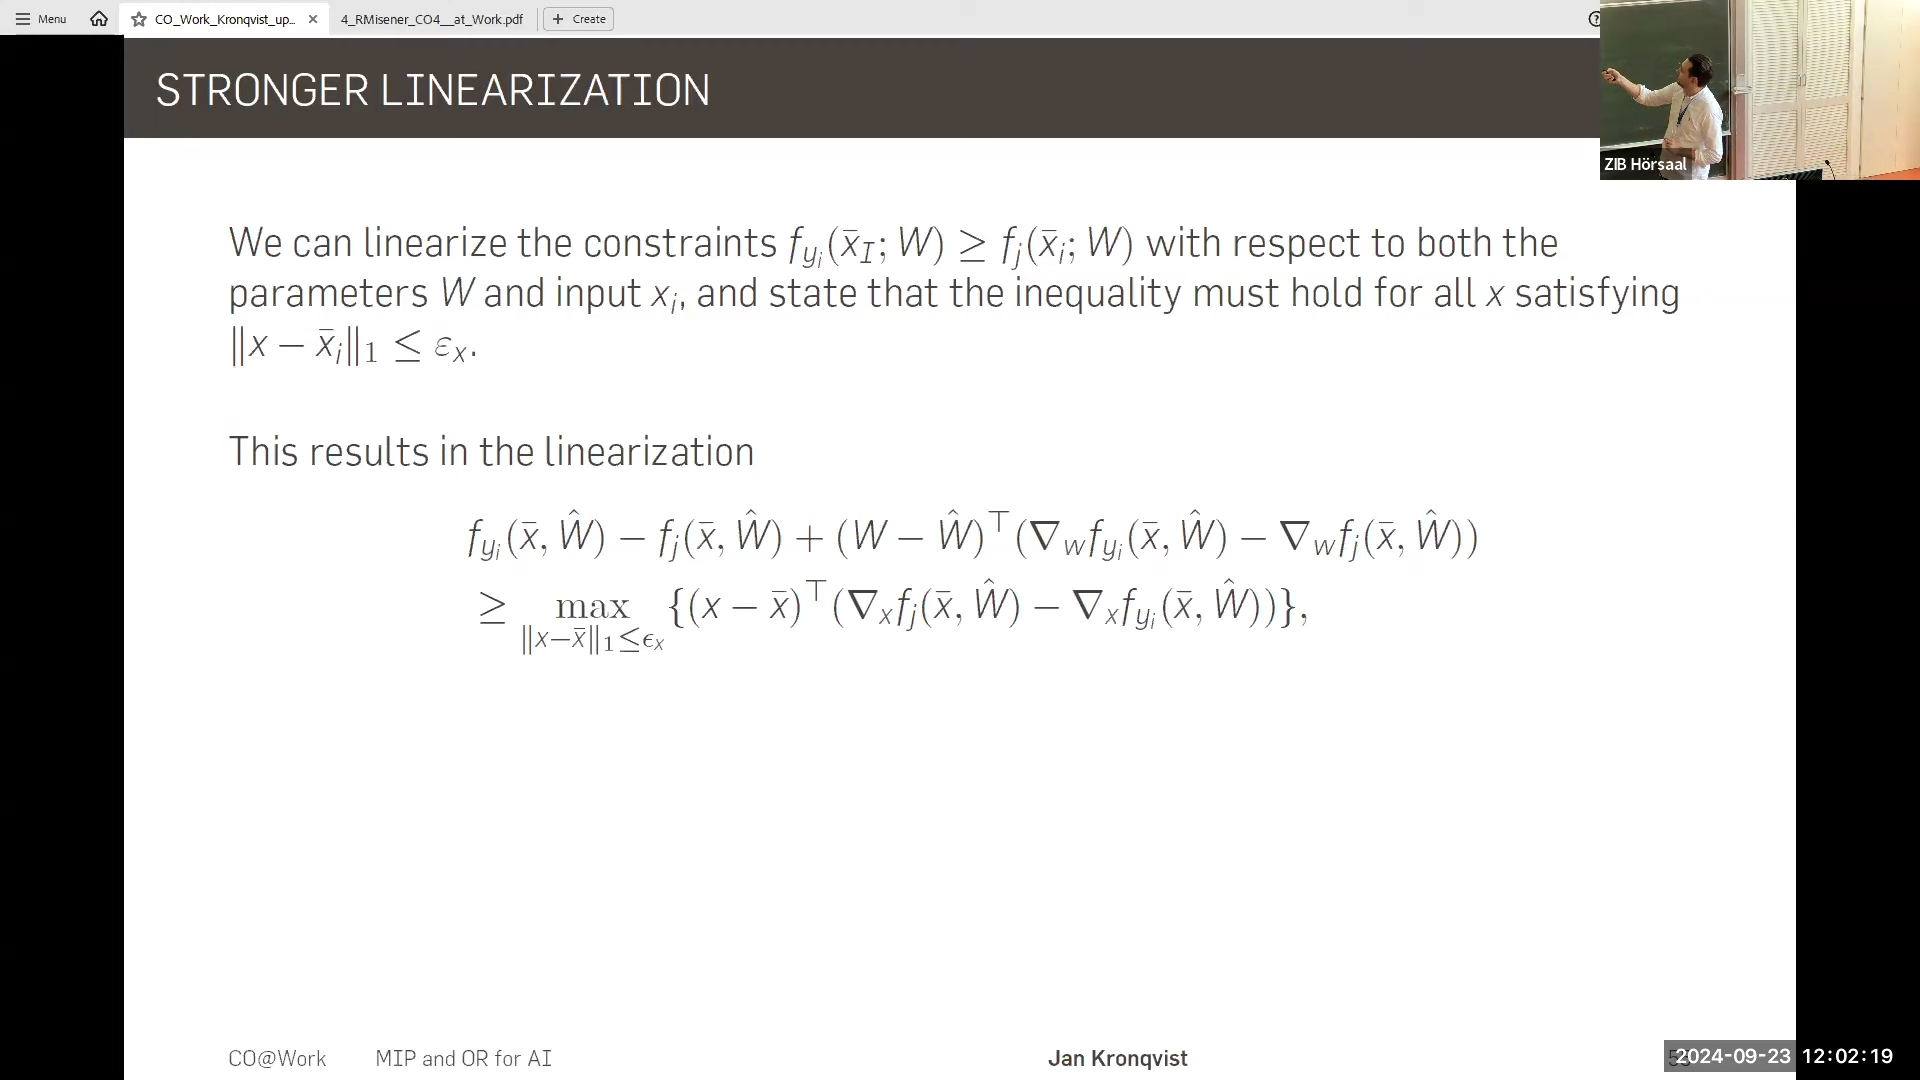 Menu
CO_Work_Kronqvist_up...
4_RMisener_CO4__at_Work.pdf
+ Create
STRONGER LINEARIZATION
ZIB Hörsaal
We can linearize the constraints f_{y_i}(x̄_I; W) ≥ f_j(x̄_i; W) with respect to both the
parameters W and input x_i, and state that the inequality must hold for all x satisfying
‖x − x̄_i‖_1 ≤ ε_x.
This results in the linearization
f_{y_i}(x̄, Ŵ) − f_j(x̄, Ŵ) + (W − Ŵ)^⊤(∇_w f_{y_i}(x̄, Ŵ) − ∇_w f_j(x̄, Ŵ))
≥ max_{‖x−x̄‖_1≤ϵ_x} {(x − x̄)^⊤(∇_x f_j(x̄, Ŵ) − ∇_x f_{y_i}(x̄, Ŵ))},
CO@Work MIP and OR for AI Jan Kronqvist
2024-09-23 12:02:19